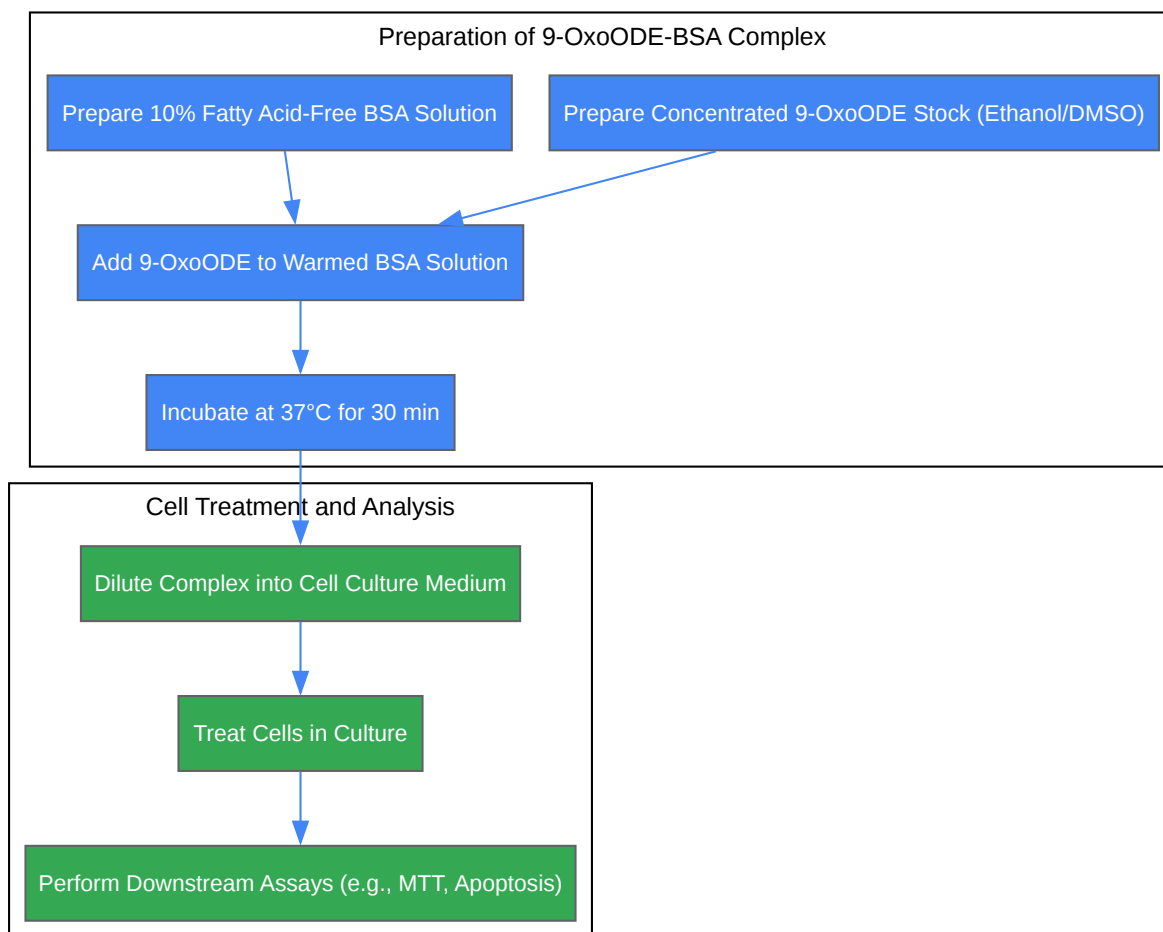 Preparation of 9-OxoODE-BSA Complex
Prepare 10% Fatty Acid-Free BSA Solution
Prepare Concentrated 9-OxoODE Stock (Ethanol/DMSO)
Add 9-OxoODE to Warmed BSA Solution
Incubate at 37°C for 30 min
Cell Treatment and Analysis
Dilute Complex into Cell Culture Medium
Treat Cells in Culture
Perform Downstream Assays (e.g., MTT, Apoptosis)